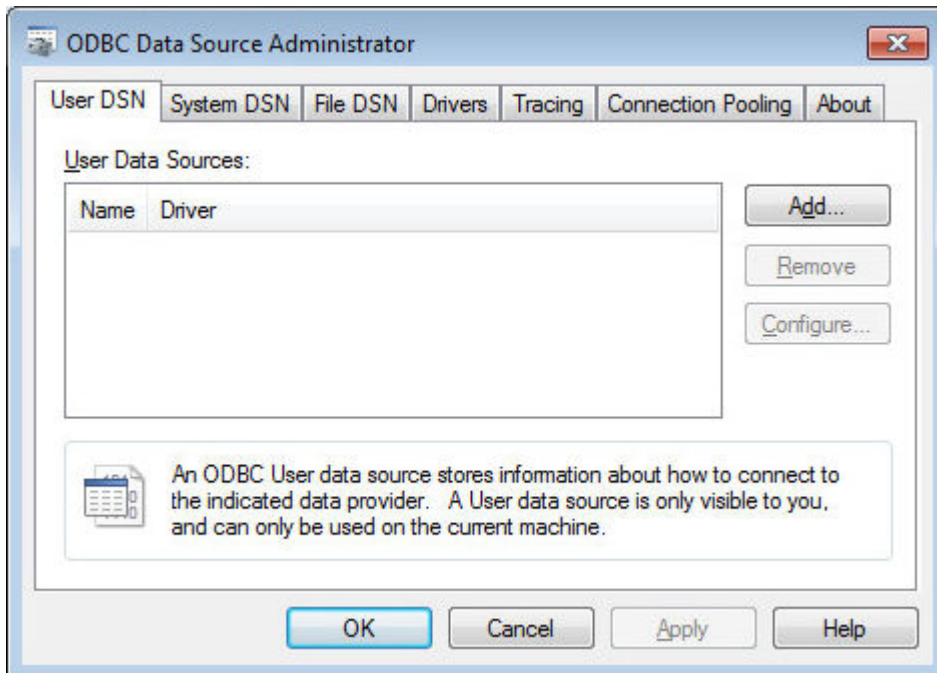 ODBC Data Source Administrator
User DSN System DSN File DSN Drivers Tracing Connection Pooling About
User Data Sources:
Name Driver
Add...
Remove
Configure...
An ODBC User data source stores information about how to connect to
the indicated data provider. A User data source is only visible to you,
and can only be used on the current machine.
OK Cancel Apply Help